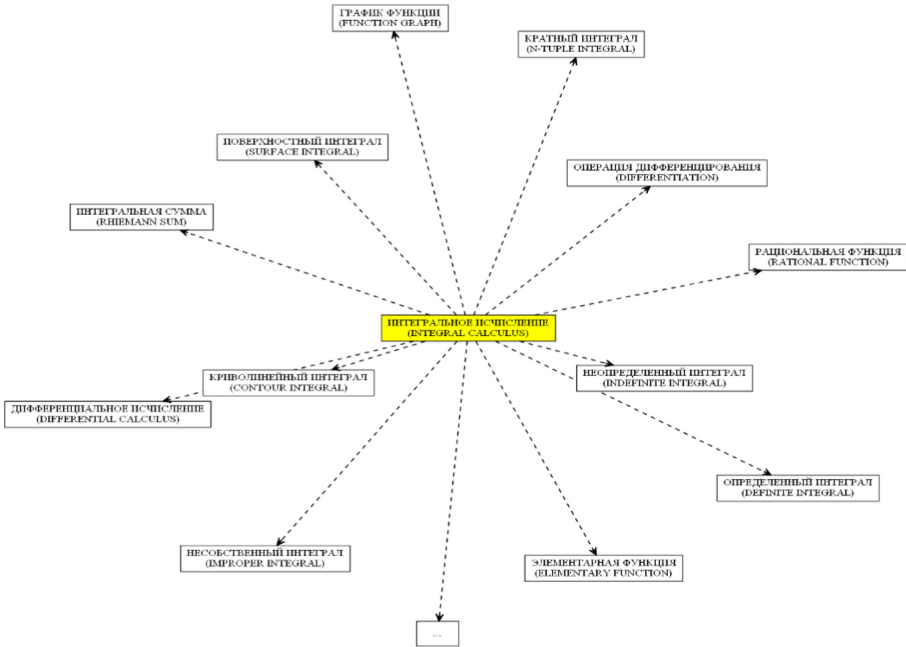 ГРАФИК ФУНКЦИИ
(FUNCTION GRAPH)
КРАТНЫЙ ИНТЕГРАЛ
(N-TUPLE INTEGRAL)
ПОВЕРХНОСТНЫЙ ИНТЕГРАЛ
(SURFACE INTEGRAL)
ОПЕРАЦИЯ ДИФФЕРЕНЦИРОВАНИЯ
(DIFFERENTIATION)
ИНТЕГРАЛЬНАЯ СУММА
(RHIEMANN SUM)
РАЦИОНАЛЬНАЯ ФУНКЦИЯ
(RATIONAL FUNCTION)
ИНТЕГРАЛЬНОЕ ИСЧИСЛЕНИЕ
(INTEGRAL CALCULUS)
КРИВОЛИНЕЙНЫЙ ИНТЕГРАЛ
(CONTOUR INTEGRAL)
НЕОПРЕДЕЛЕННЫЙ ИНТЕГРАЛ
(INDEFINITE INTEGRAL)
ДИФФЕРЕНЦИАЛЬНОЕ ИСЧИСЛЕНИЕ
(DIFFERENTIAL CALCULUS)
ОПРЕДЕЛЕННЫЙ ИНТЕГРАЛ
(DEFINITE INTEGRAL)
НЕСОБСТВЕННЫЙ ИНТЕГРАЛ
(IMPROPER INTEGRAL)
ЭЛЕМЕНТАРНАЯ ФУНКЦИЯ
(ELEMENTARY FUNCTION)
...